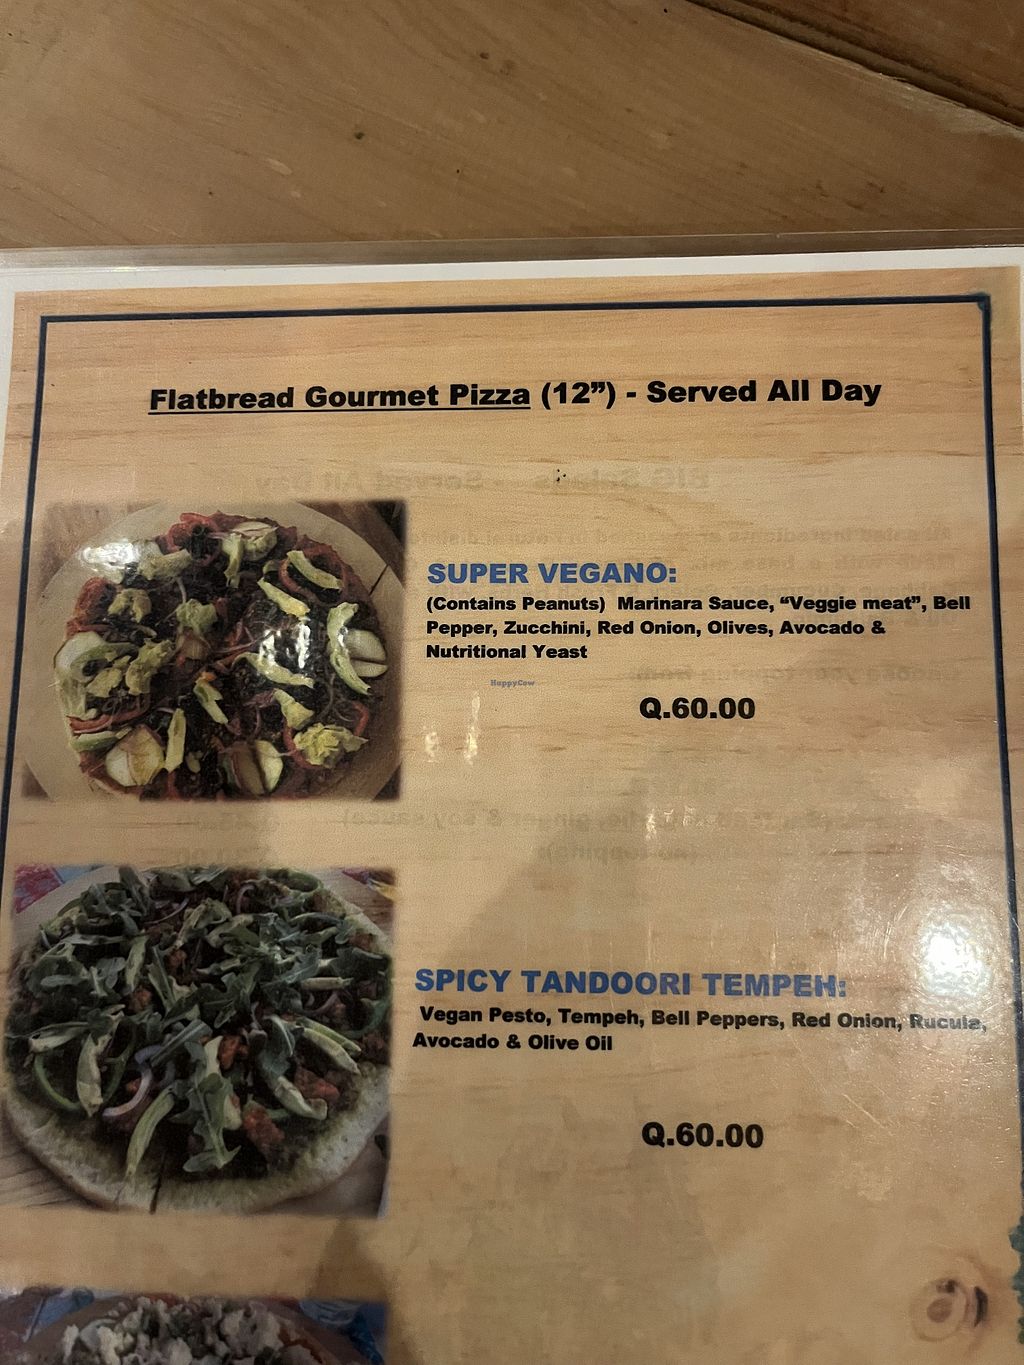 Flatbread Gourmet Pizza (12”) - Served All Day
SUPER VEGANO:
(Contains Peanuts) Marinara Sauce, “Veggie meat”, Bell
Pepper, Zucchini, Red Onion, Olives, Avocado &
Nutritional Yeast
HappyCow
Q.60.00
SPICY TANDOORI TEMPEH:
Vegan Pesto, Tempeh, Bell Peppers, Red Onion, Rucula,
Avocado & Olive Oil
Q.60.00